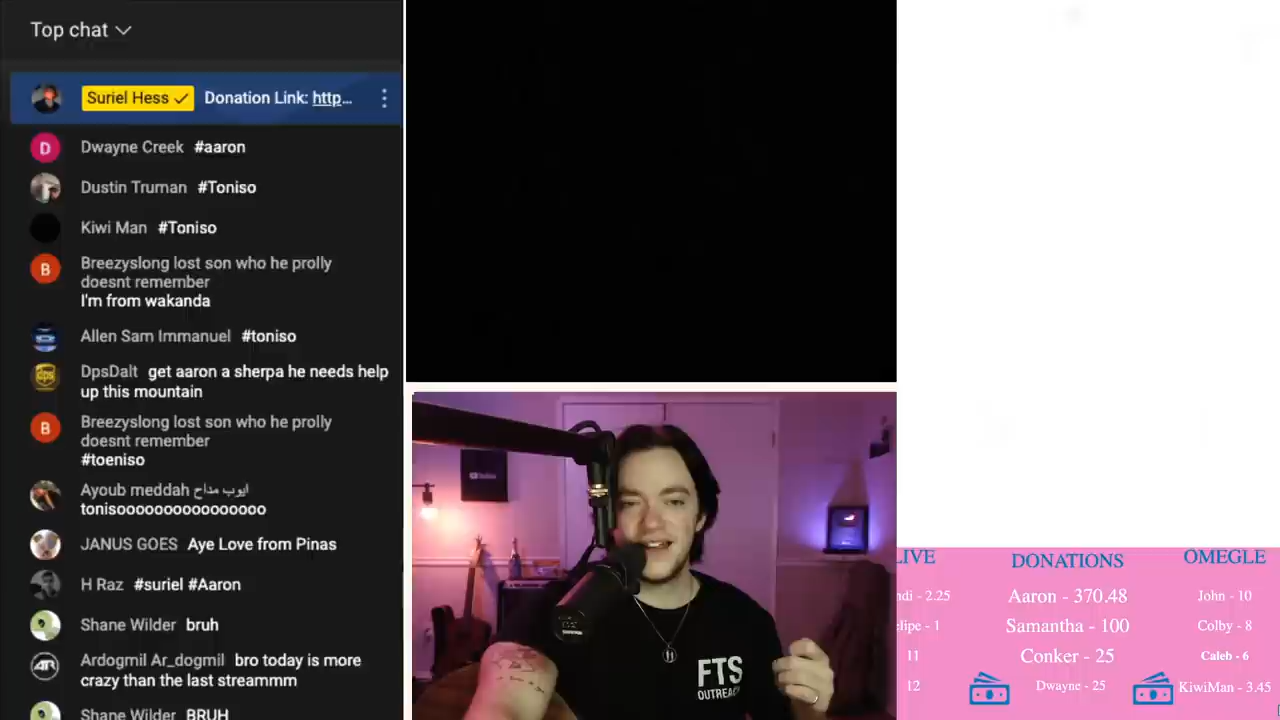 Top chat
Suriel Hess Donation Link: http...
Dwayne Creek #aaron
Dustin Truman #Toniso
Kiwi Man #Toniso
Breezyslong lost son who he prolly
doesnt remember
I'm from wakanda
Allen Sam Immanuel #toniso
DpsDalt get aaron a sherpa he needs help
up this mountain
Breezyslong lost son who he prolly
doesnt remember
#toeniso
Ayoub meddah ايوب مداح
tonisoooooooooooooooo
JANUS GOES Aye Love from Pinas
H Raz #suriel #Aaron
Shane Wilder bruh
Ardogmil Ar_dogmil bro today is more
crazy than the last streammm
Shane Wilder BRUH
FTS
OUTREACH
LIVE
ndi - 2.25
elipe - 1
11
12
DONATIONS
Aaron - 370.48
Samantha - 100
Conker - 25
Dwayne - 25
OMEGLE
John - 10
Colby - 8
Caleb - 6
KiwiMan - 3.45